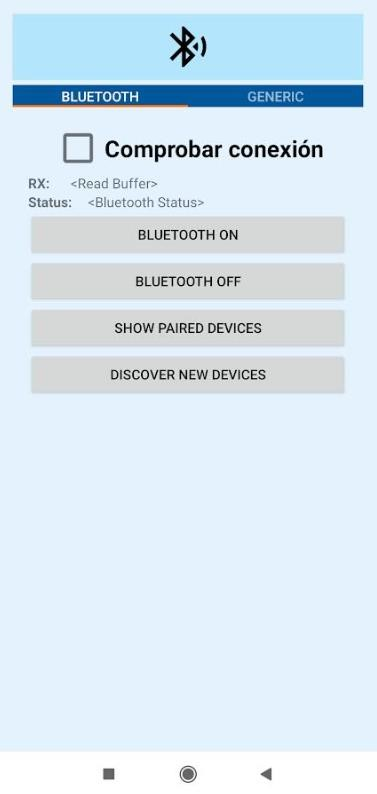 BLUETOOTH GENERIC
Comprobar conexión
RX: <Read Buffer>
Status: <Bluetooth Status>
BLUETOOTH ON
BLUETOOTH OFF
SHOW PAIRED DEVICES
DISCOVER NEW DEVICES